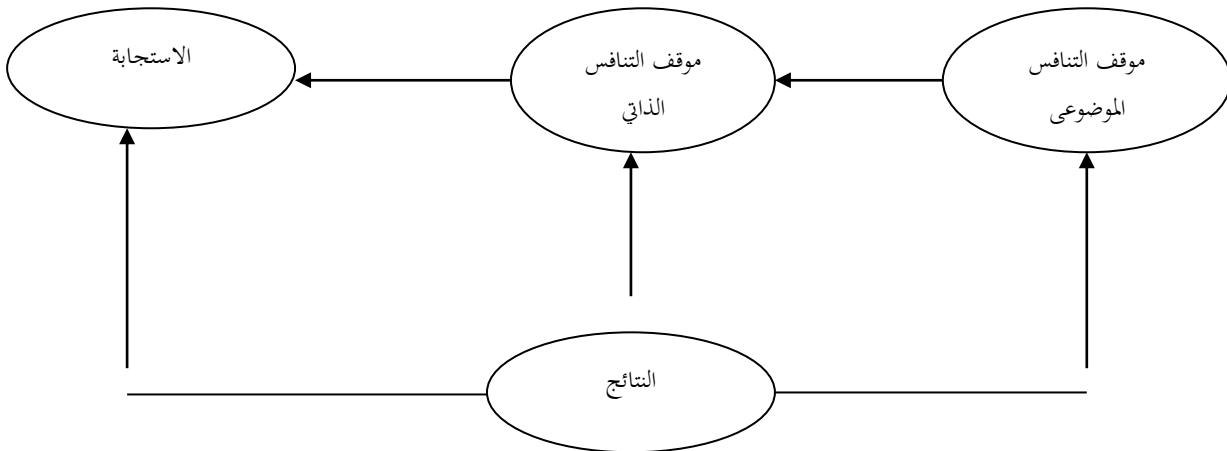 موقف التنافس
الموضوعى
موقف التنافس
الذاتي
الاستجابة
النتائج